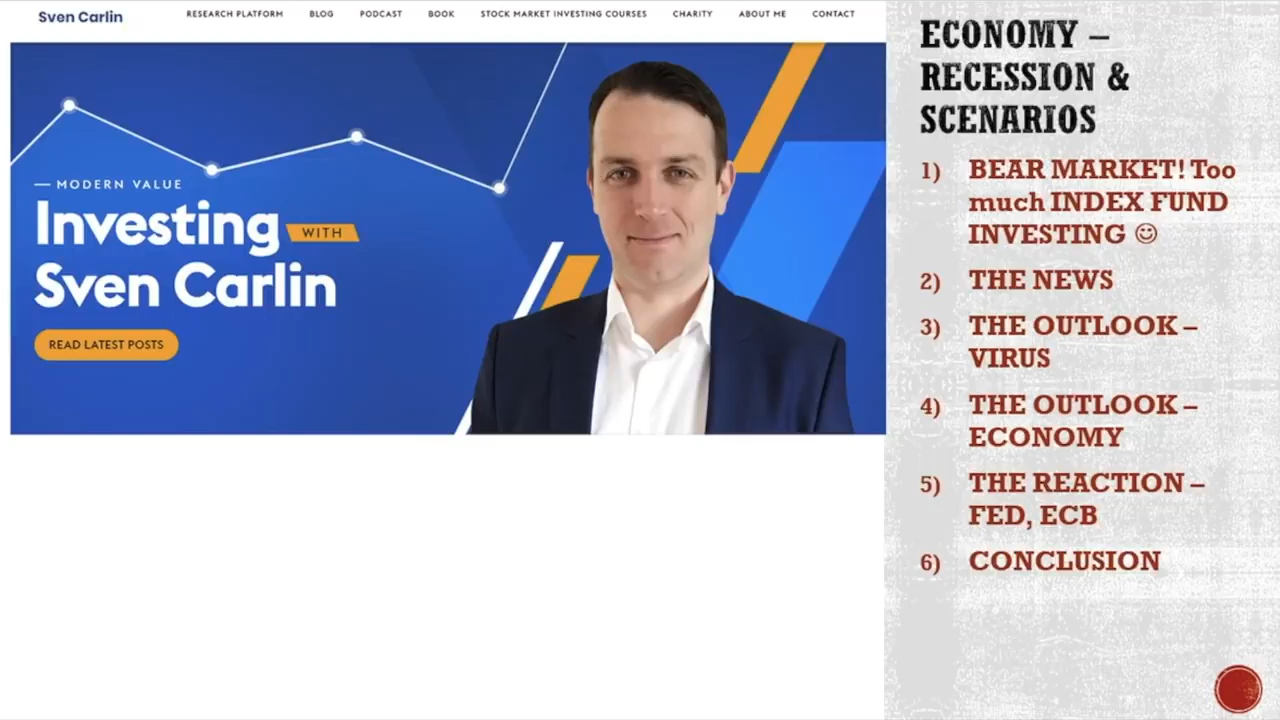 Sven Carlin
RESEARCH PLATFORM BLOG PODCAST BOOK STOCK MARKET INVESTING COURSES CHARITY ABOUT ME CONTACT
— MODERN VALUE
Investing WITH
Sven Carlin
READ LATEST POSTS
ECONOMY –
RECESSION &
SCENARIOS
1) BEAR MARKET! Too
much INDEX FUND
INVESTING ☺
2) THE NEWS
3) THE OUTLOOK –
VIRUS
4) THE OUTLOOK –
ECONOMY
5) THE REACTION –
FED, ECB
6) CONCLUSION